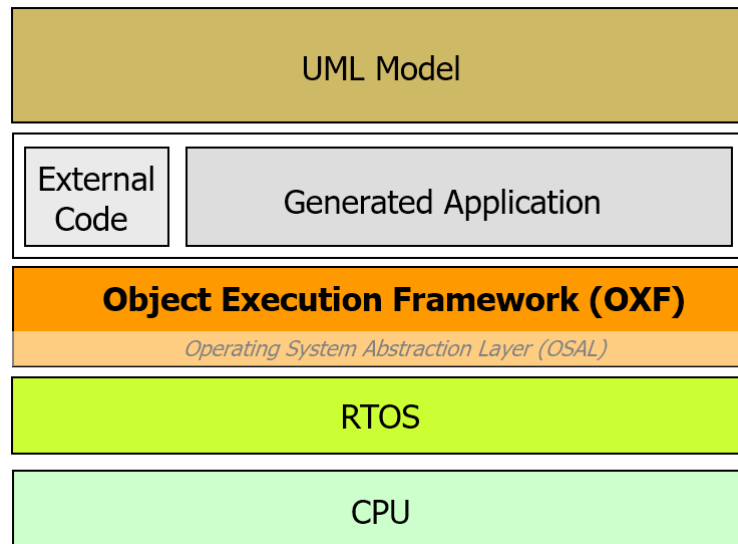 UML Model
External
Code
Generated Application
Object Execution Framework (OXF)
Operating System Abstraction Layer (OSAL)
RTOS
CPU